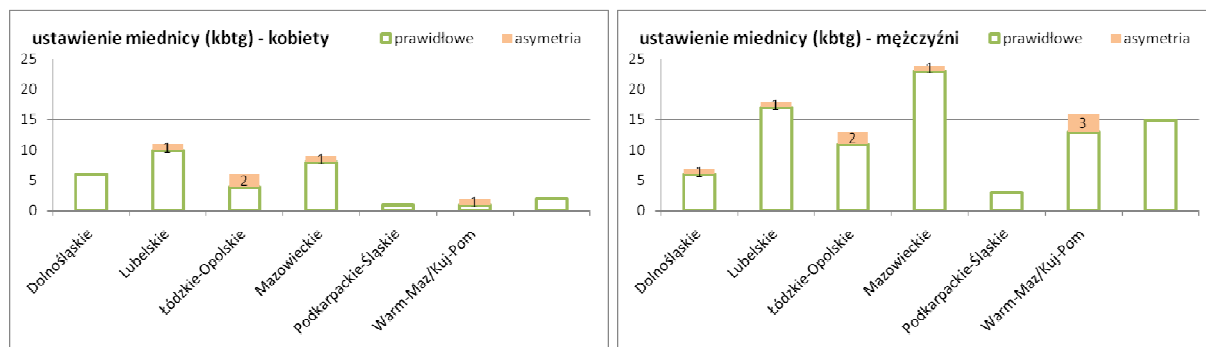 ustawienie miednicy (kbtg) - kobiety
prawidłowe
asymetria
25
20
15
10
5
0
1
2
1
1
Dolnośląskie
Lubelskie
Łódzkie-Opolskie
Mazowieckie
Podkarpackie-Śląskie
Warm-Maz/Kuj-Pom
ustawienie miednicy (kbtg) - mężczyźni
prawidłowe
asymetria
25
20
15
10
5
0
1
1
2
1
3
Dolnośląskie
Lubelskie
Łódzkie-Opolskie
Mazowieckie
Podkarpackie-Śląskie
Warm-Maz/Kuj-Pom